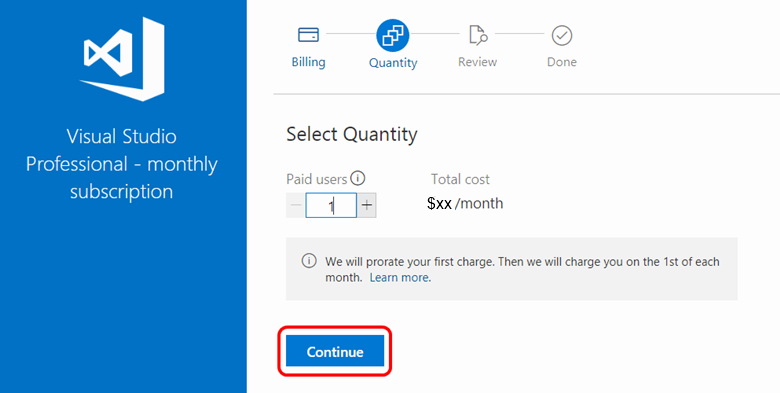 Visual Studio
Professional - monthly
subscription
Billing
Quantity
Review
Done
Select Quantity
Paid users
Total cost
1
$xx /month
We will prorate your first charge. Then we will charge you on the 1st of each
month. Learn more.
Continue